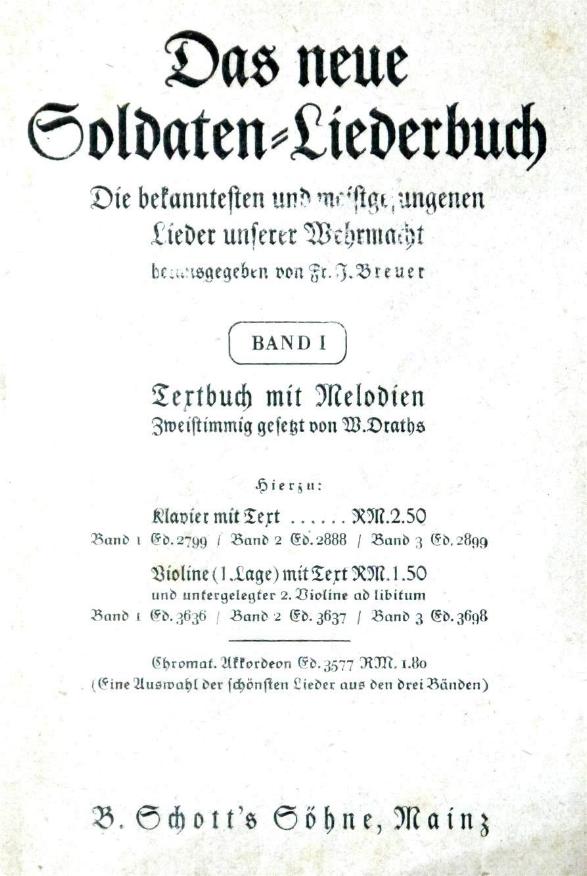 Das neue
Soldaten-Liederbuch
Die bekanntesten und meistgesungenen
Lieder unserer Wehrmacht
herausgegeben von Fr. J. Breuer
BAND I
Textbuch mit Melodien
Zweistimmig gesetzt von W. Draths
Hierzu:
Klavier mit Text ...... RM. 2.50
Band 1 Ed. 2799 / Band 2 Ed. 2888 / Band 3 Ed. 2899
Violine (1. Lage) mit Text RM. 1.50
und untergelegter 2. Violine ad libitum
Band 1 Ed. 3636 / Band 2 Ed. 3637 / Band 3 Ed. 3698
Chromat. Akkordeon Ed. 3577 RM. 1.80
(Eine Auswahl der schönsten Lieder aus den drei Bänden)
B. Schott's Söhne, Mainz